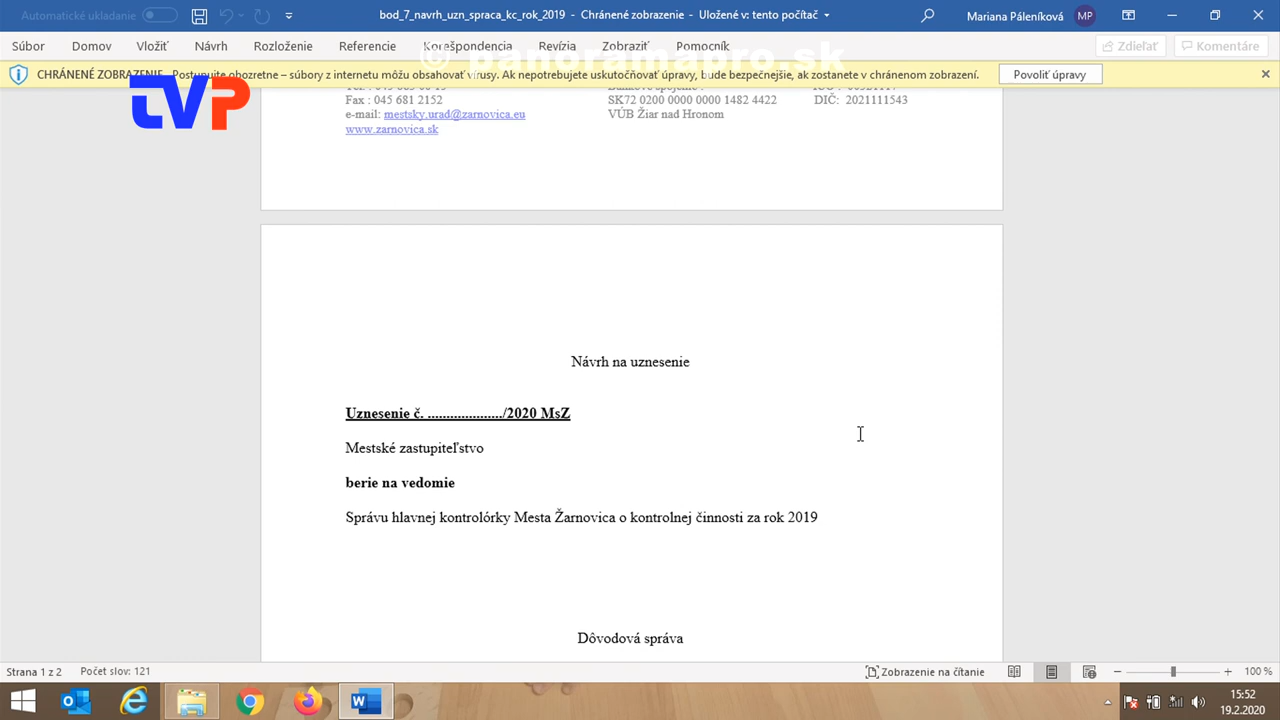 Automatické ukladanie
bod_7_navrh_uzn_spraca_kc_rok_2019 - Chránené zobrazenie - Uložené v: tento počítač
Mariana Páleníková MP
Súbor Domov Vložiť Návrh Rozloženie Referencie Korešpondencia Revízia Zobraziť Pomocník Zdieľať Komentáre
© panoramapro.sk
CHRÁNENÉ ZOBRAZENIE Postupujte obozretne – súbory z internetu môžu obsahovať vírusy. Ak nepotrebujete uskutočňovať úpravy, bude bezpečnejšie, ak zostanete v chránenom zobrazení. Povoliť úpravy
tVP
Fax : 045 681 2152 SK72 0200 0000 0000 1482 4422 DIČ: 2021111543
e-mail: mestsky.urad@zarnovica.eu VÚB Žiar nad Hronom
www.zarnovica.sk
Návrh na uznesenie
Uznesenie č. ..................../2020 MsZ
Mestské zastupiteľstvo
berie na vedomie
Správu hlavnej kontrolórky Mesta Žarnovica o kontrolnej činnosti za rok 2019
Dôvodová správa
Strana 1 z 2 Počet slov: 121 Zobrazenie na čítanie 100 %
15:52
19.2.2020